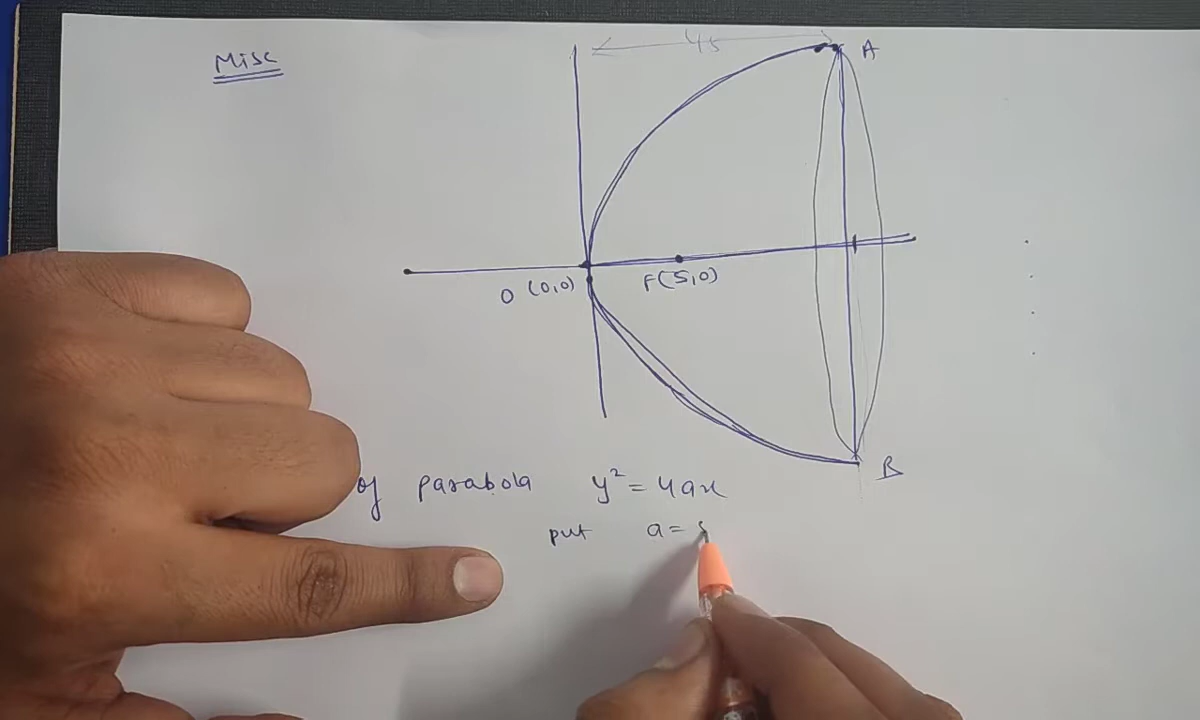 Misc
45
A
O (0,0)
F(5,0)
B
of parabola y² = 4ax
put a = 5